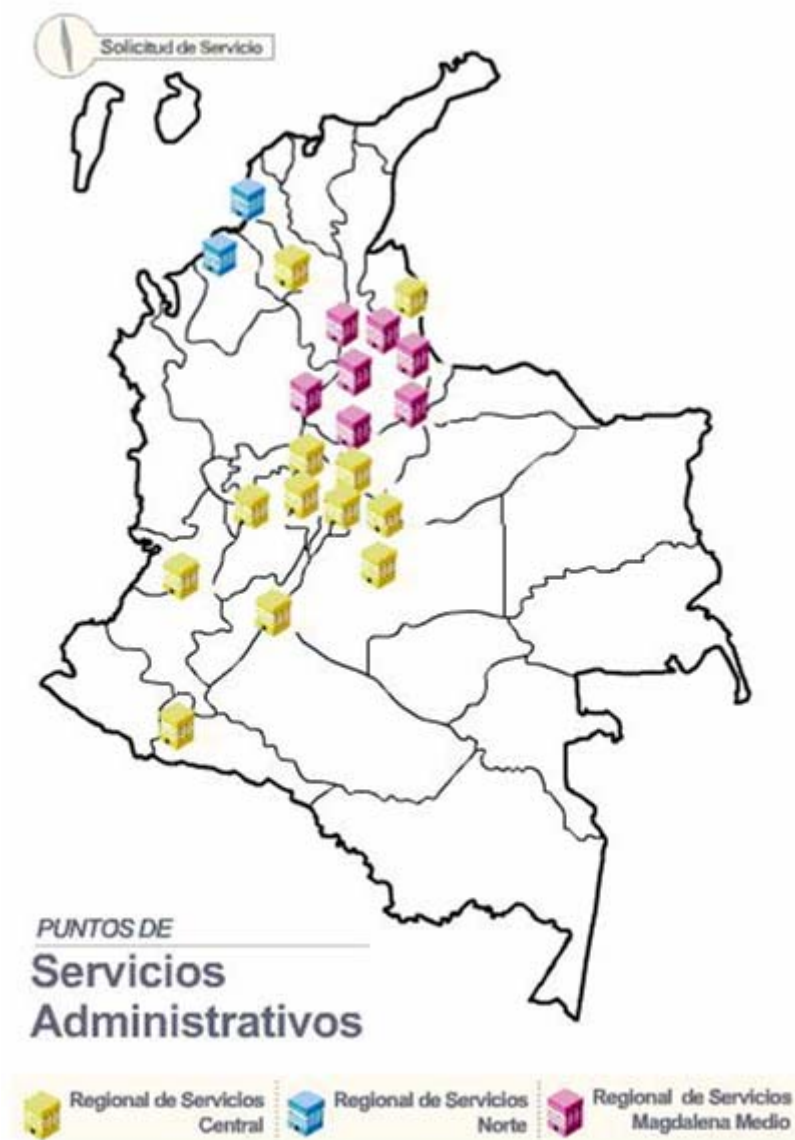 Solicitud de Servicio
PUNTOS DE
Servicios
Administrativos
Regional de Servicios
Central
Regional de Servicios
Norte
Regional de Servicios
Magdalena Medio